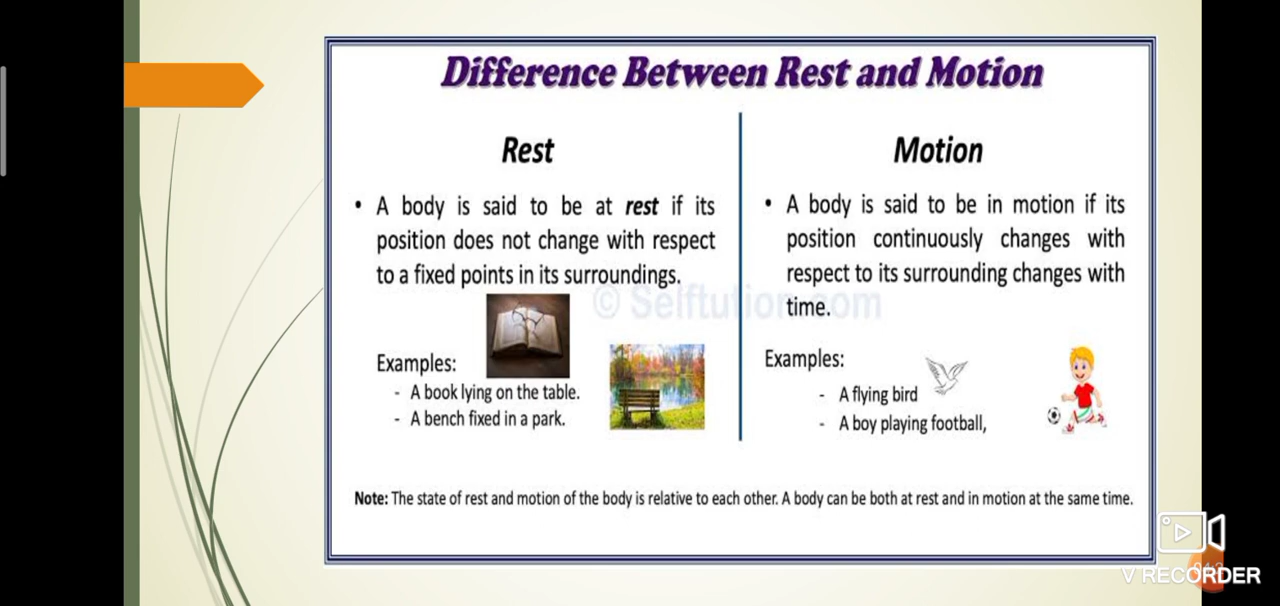 Difference Between Rest and Motion
Rest
• A body is said to be at rest if its
position does not change with respect
to a fixed points in its surroundings.
Examples:
- A book lying on the table.
- A bench fixed in a park.
Motion
• A body is said to be in motion if its
position continuously changes with
respect to its surrounding changes with
time.
Examples:
- A flying bird
- A boy playing football,
© Selftution.com
Note: The state of rest and motion of the body is relative to each other. A body can be both at rest and in motion at the same time.
V RECORDER